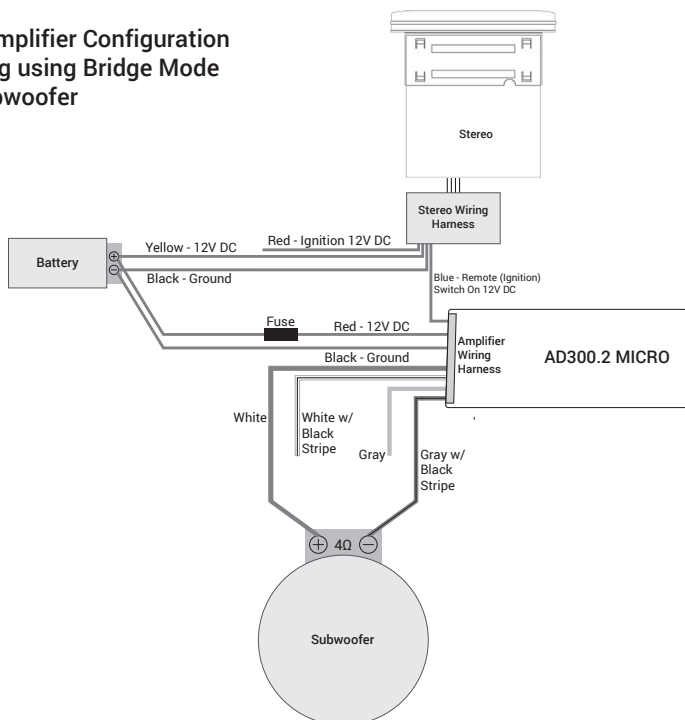 mplifier Configuration
g using Bridge Mode
bwoofer
Stereo
Stereo Wiring
Harness
Battery
+
−
Yellow - 12V DC
Red - Ignition 12V DC
Black - Ground
Blue - Remote (Ignition)
Switch On 12V DC
Fuse
Red - 12V DC
Black - Ground
Amplifier
Wiring
Harness
AD300.2 MICRO
White
White w/
Black
Stripe
Gray
Gray w/
Black
Stripe
+ 4Ω −
Subwoofer